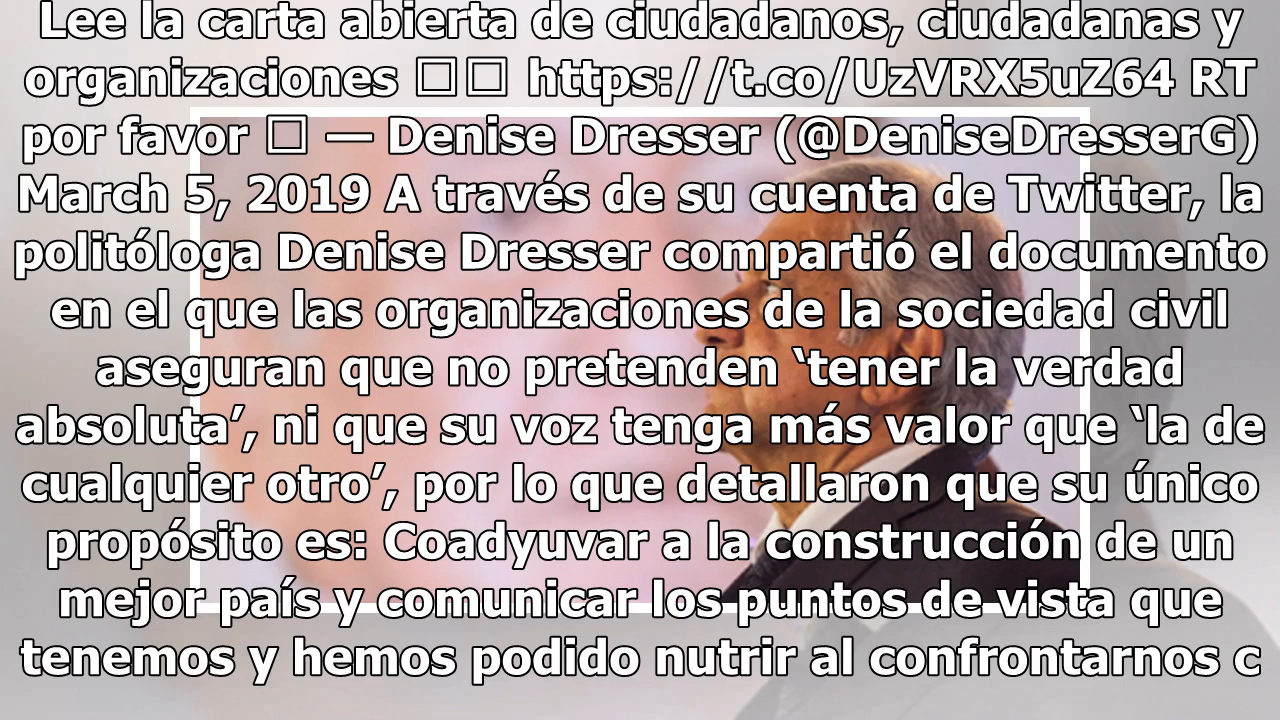 Lee la carta abierta de ciudadanos, ciudadanas y
organizaciones □□ https://t.co/UzVRX5uZ64 RT
por favor □ — Denise Dresser (@DeniseDresserG)
March 5, 2019 A través de su cuenta de Twitter, la
politóloga Denise Dresser compartió el documento
en el que las organizaciones de la sociedad civil
aseguran que no pretenden ‘tener la verdad
absoluta’, ni que su voz tenga más valor que ‘la de
cualquier otro’, por lo que detallaron que su único
propósito es: Coadyuvar a la construcción de un
mejor país y comunicar los puntos de vista que
tenemos y hemos podido nutrir al confrontarnos c